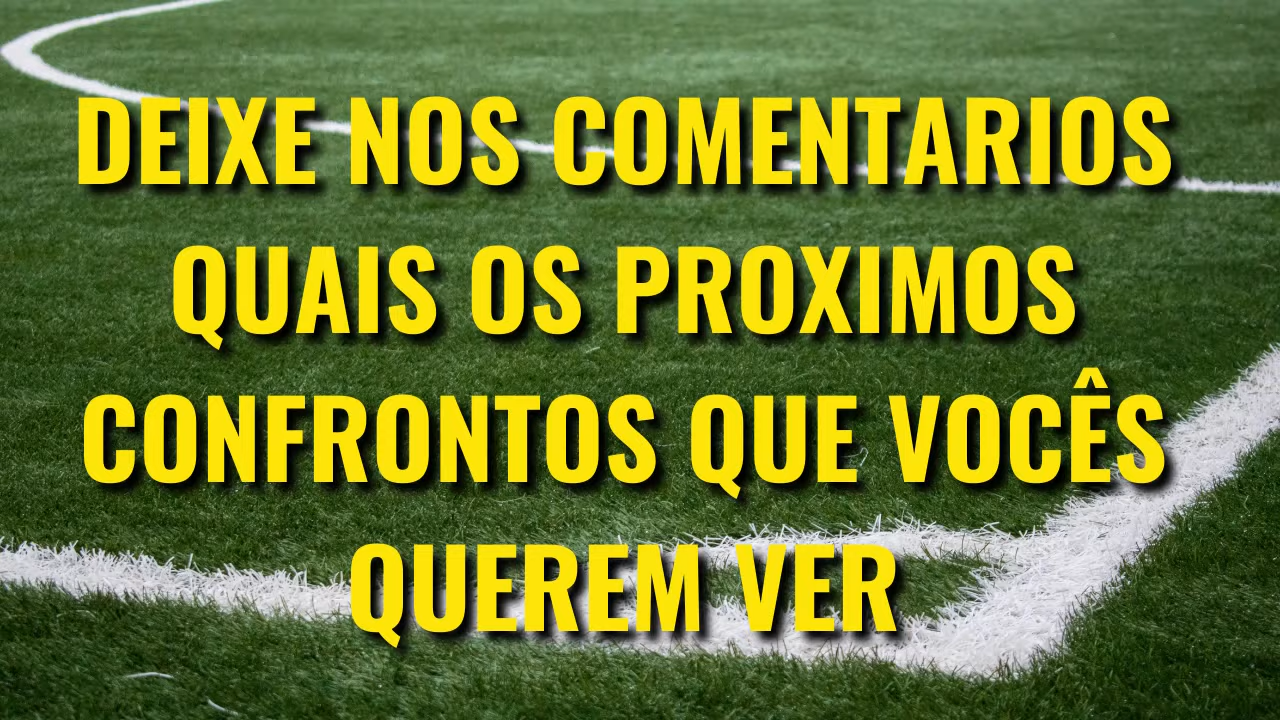 DEIXE NOS COMENTARIOS
QUAIS OS PROXIMOS
CONFRONTOS QUE VOCÊS
QUEREM VER